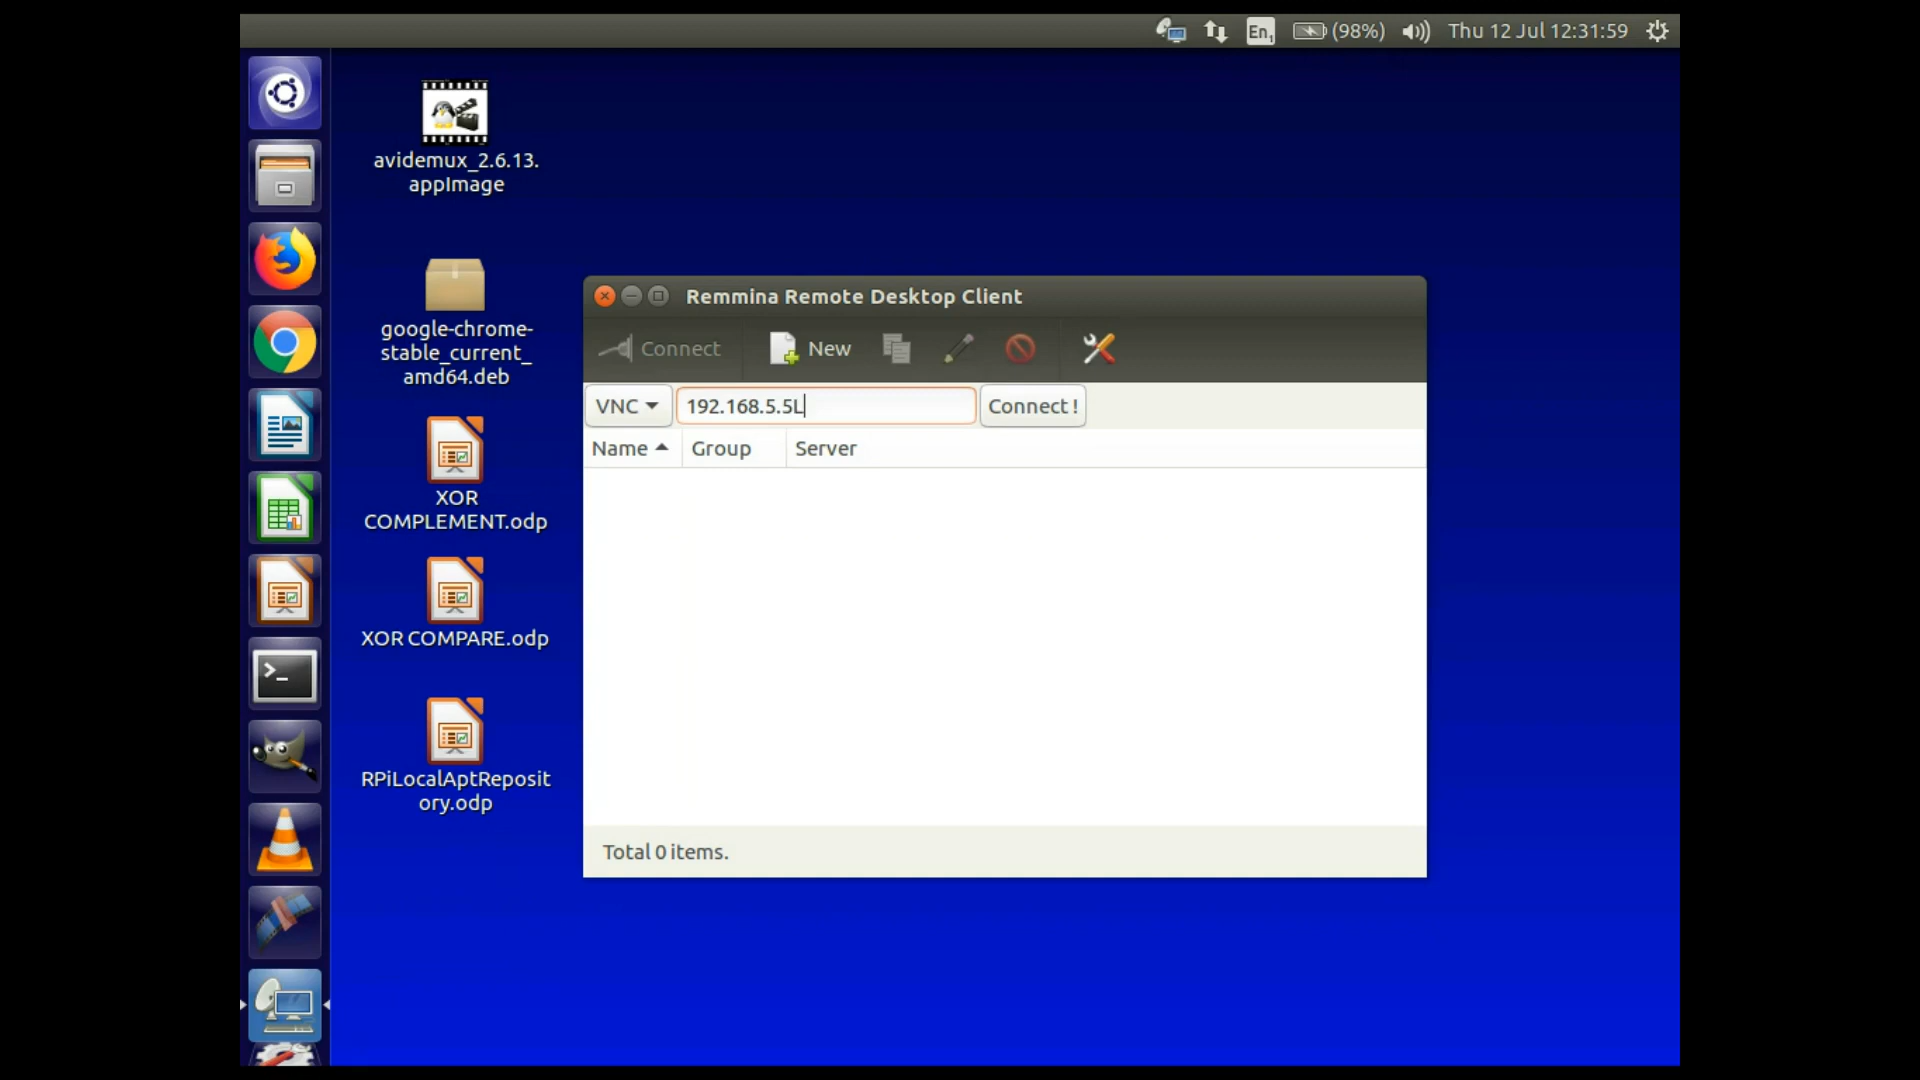 En1 (98%) Thu 12 Jul 12:31:59
avidemux_2.6.13.
appImage
google-chrome-
stable_current_
amd64.deb
XOR
COMPLEMENT.odp
XOR COMPARE.odp
RPiLocalAptReposit
ory.odp
Remmina Remote Desktop Client
Connect New
VNC 192.168.5.5L Connect !
Name Group Server
Total 0 items.